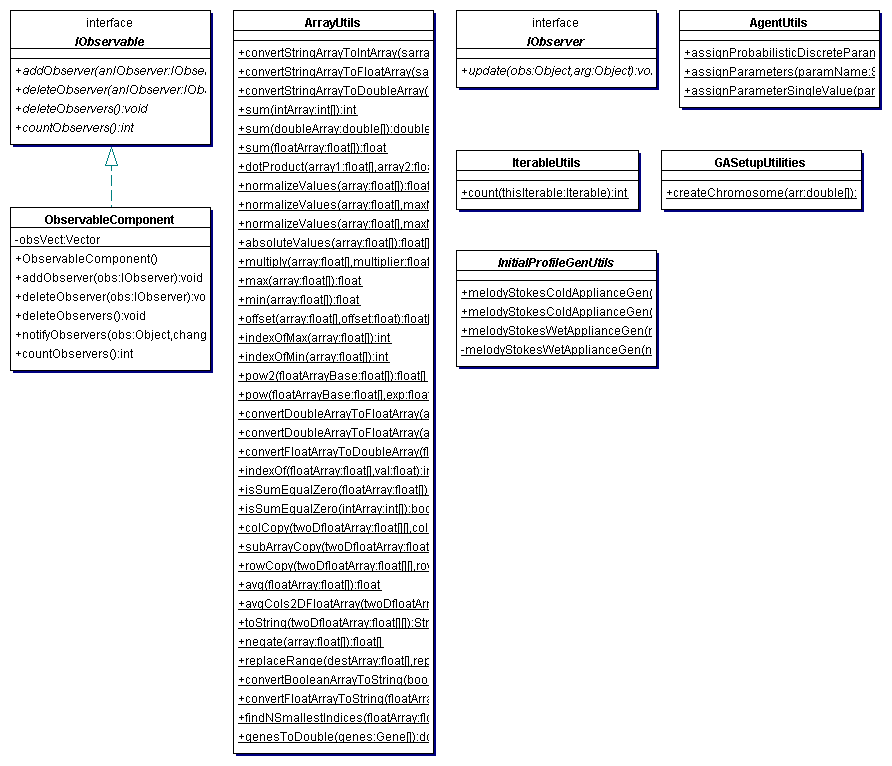 interface
IObservable
+addObserver(anIObserver:IObse
+deleteObserver(anIObserver:IOb
+deleteObservers():void
+countObservers():int
ObservableComponent
-obsVect:Vector
+ObservableComponent()
+addObserver(obs:IObserver):void
+deleteObserver(obs:IObserver):vo
+deleteObservers():void
+notifyObservers(obs:Object,chang
+countObservers():int
ArrayUtils
+convertStringArrayToIntArray(sarra
+convertStringArrayToFloatArray(sa
+convertStringArrayToDoubleArray(
+sum(intArray:int[]):int
+sum(doubleArray:double[]):double
+sum(floatArray:float[]):float
+dotProduct(array1:float[],array2:flo
+normalizeValues(array:float[]):float
+normalizeValues(array:float[],maxM
+normalizeValues(array:float[],maxM
+absoluteValues(array:float[]):float[]
+multiply(array:float[],multiplier:float
+max(array:float[]):float
+min(array:float[]):float
+offset(array:float[],offset:float):float[
+indexOfMax(array:float[]):int
+indexOfMin(array:float[]):int
+pow2(floatArrayBase:float[]):float[]
+pow(floatArrayBase:float[],exp:float
+convertDoubleArrayToFloatArray(a
+convertDoubleArrayToFloatArray(a
+convertFloatArrayToDoubleArray(fl
+indexOf(floatArray:float[],val:float):in
+isSumEqualZero(floatArray:float[])
+isSumEqualZero(intArray:int[]):boo
+colCopy(twoDfloatArray:float[][],col
+subArrayCopy(twoDfloatArray:float
+rowCopy(twoDfloatArray:float[][],rov
+avg(floatArray:float[]):float
+avgCols2DFloatArray(twoDfloatArr
+toString(twoDfloatArray:float[][]):Str
+negate(array:float[]):float[]
+replaceRange(destArray:float[],rep
+convertBooleanArrayToString(boo
+convertFloatArrayToString(floatArra
+findNSmallestIndices(floatArray:flo
+genesToDouble(genes:Gene[]):do
interface
IObserver
+update(obs:Object,arg:Object):vo
AgentUtils
+assignProbabilisticDiscreteParan
+assignParameters(paramName:S
+assignParameterSingleValue(par
IterableUtils
+count(thisIterable:Iterable):int
GASetupUtilities
+createChromosome(arr:double[]):
InitialProfileGenUtils
+melodyStokesColdApplianceGen(
+melodyStokesColdApplianceGen(
+melodyStokesWetApplianceGen(r
-melodyStokesWetApplianceGen(n